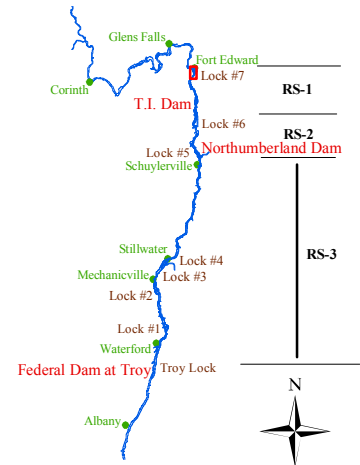 Glens Falls
Fort Edward
Lock #7
Corinth
RS-1
T.I. Dam
Lock #6
RS-2
Northumberland Dam
Lock #5
Schuylerville
Stillwater
Lock #4
RS-3
Mechanicville
Lock #3
Lock #2
Lock #1
Waterford
Federal Dam at Troy
Troy Lock
N
Albany